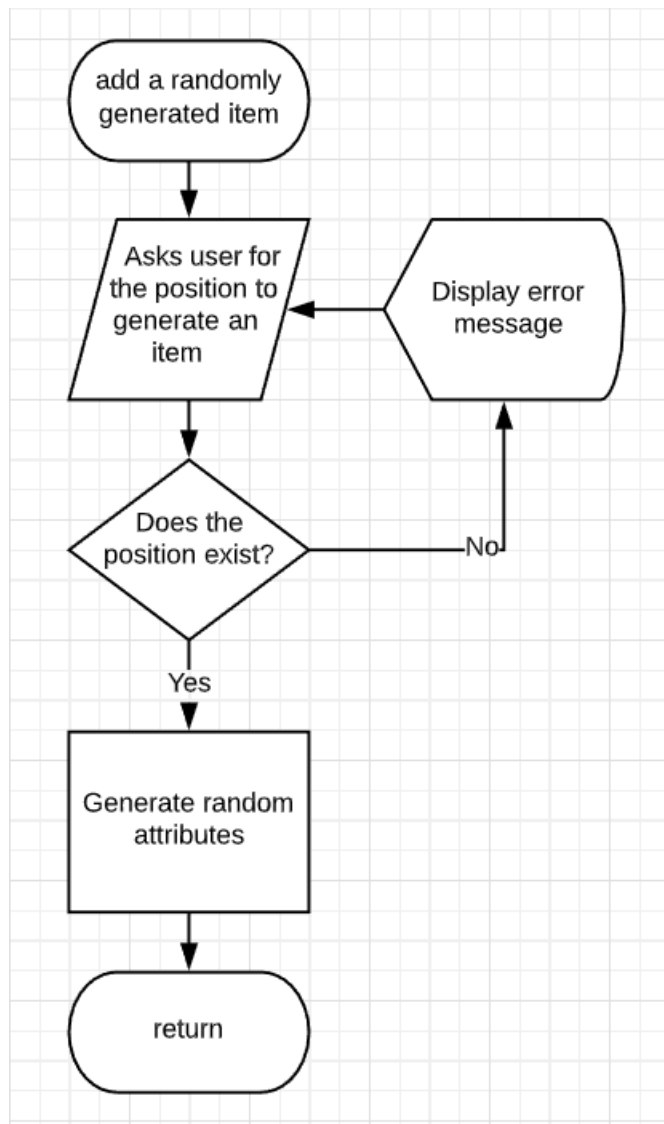 add a randomly
generated item
Asks user for
the position to
generate an
item
Display error
message
Does the
position exist?
No
Yes
Generate random
attributes
return